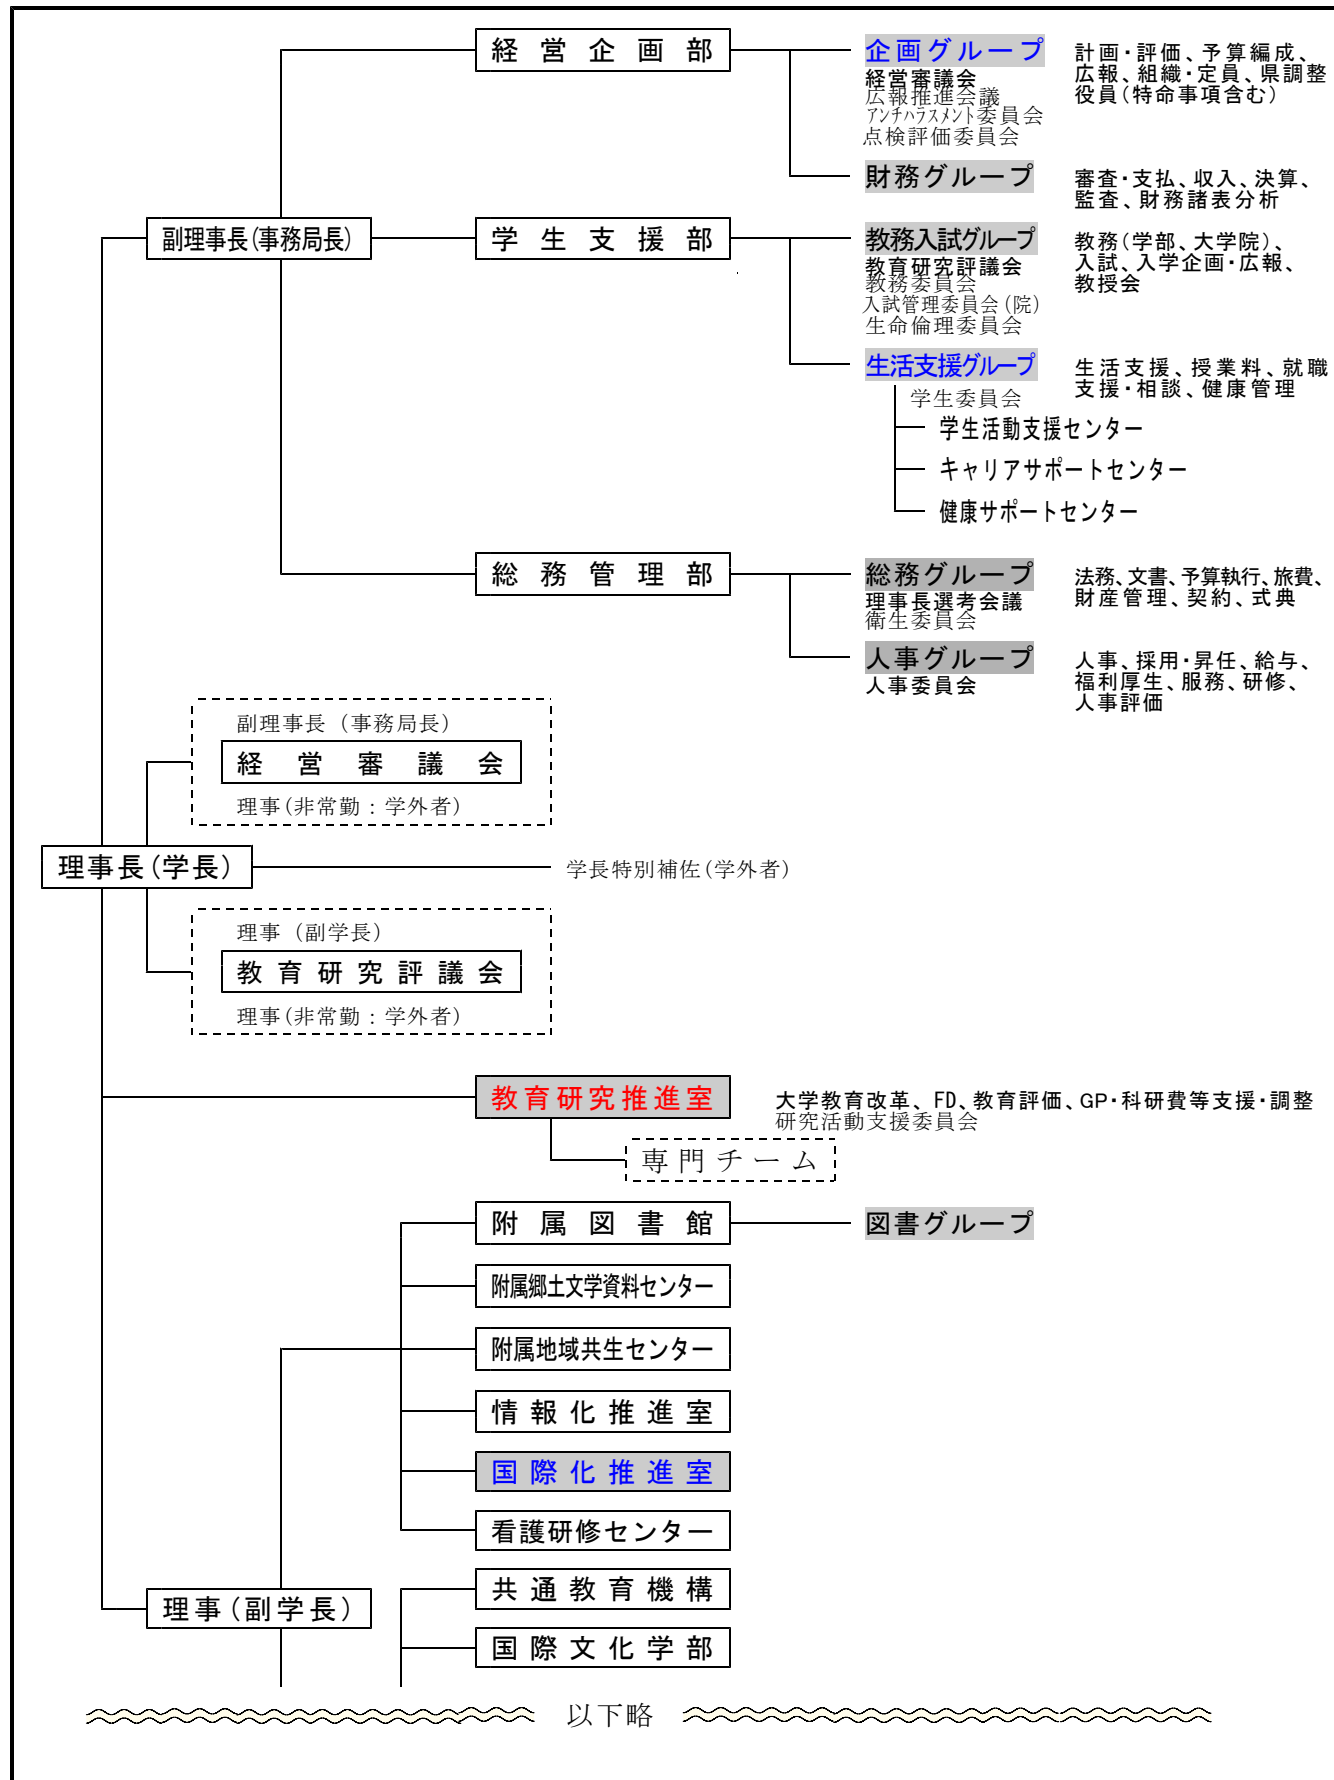 経営企画部
企画グループ
経営審議会
広報推進会議
アンチハラスメント委員会
点検評価委員会
計画・評価、予算編成、
広報、組織・定員、県調整
役員(特命事項含む)
財務グループ
審査・支払、収入、決算、
監査、財務諸表分析
副理事長(事務局長)
学生支援部
教務入試グループ
教育研究評議会
教務委員会
入試管理委員会(院)
生命倫理委員会
教務(学部、大学院)、
入試、入学企画・広報、
教授会
生活支援グループ
学生委員会
生活支援、授業料、就職
支援・相談、健康管理
学生活動支援センター
キャリアサポートセンター
健康サポートセンター
総務管理部
総務グループ
理事長選考会議
衛生委員会
法務、文書、予算執行、旅費、
財産管理、契約、式典
人事グループ
人事委員会
人事、採用・昇任、給与、
福利厚生、服務、研修、
人事評価
副理事長(事務局長)
経営審議会
理事(非常勤：学外者)
理事長(学長)
学長特別補佐(学外者)
理事(副学長)
教育研究評議会
理事(非常勤：学外者)
教育研究推進室
大学教育改革、FD、教育評価、GP・科研費等支援・調整
研究活動支援委員会
専門チーム
附属図書館
図書グループ
附属郷土文学資料センター
附属地域共生センター
情報化推進室
国際化推進室
看護研修センター
共通教育機構
理事(副学長)
国際文化学部
以下略